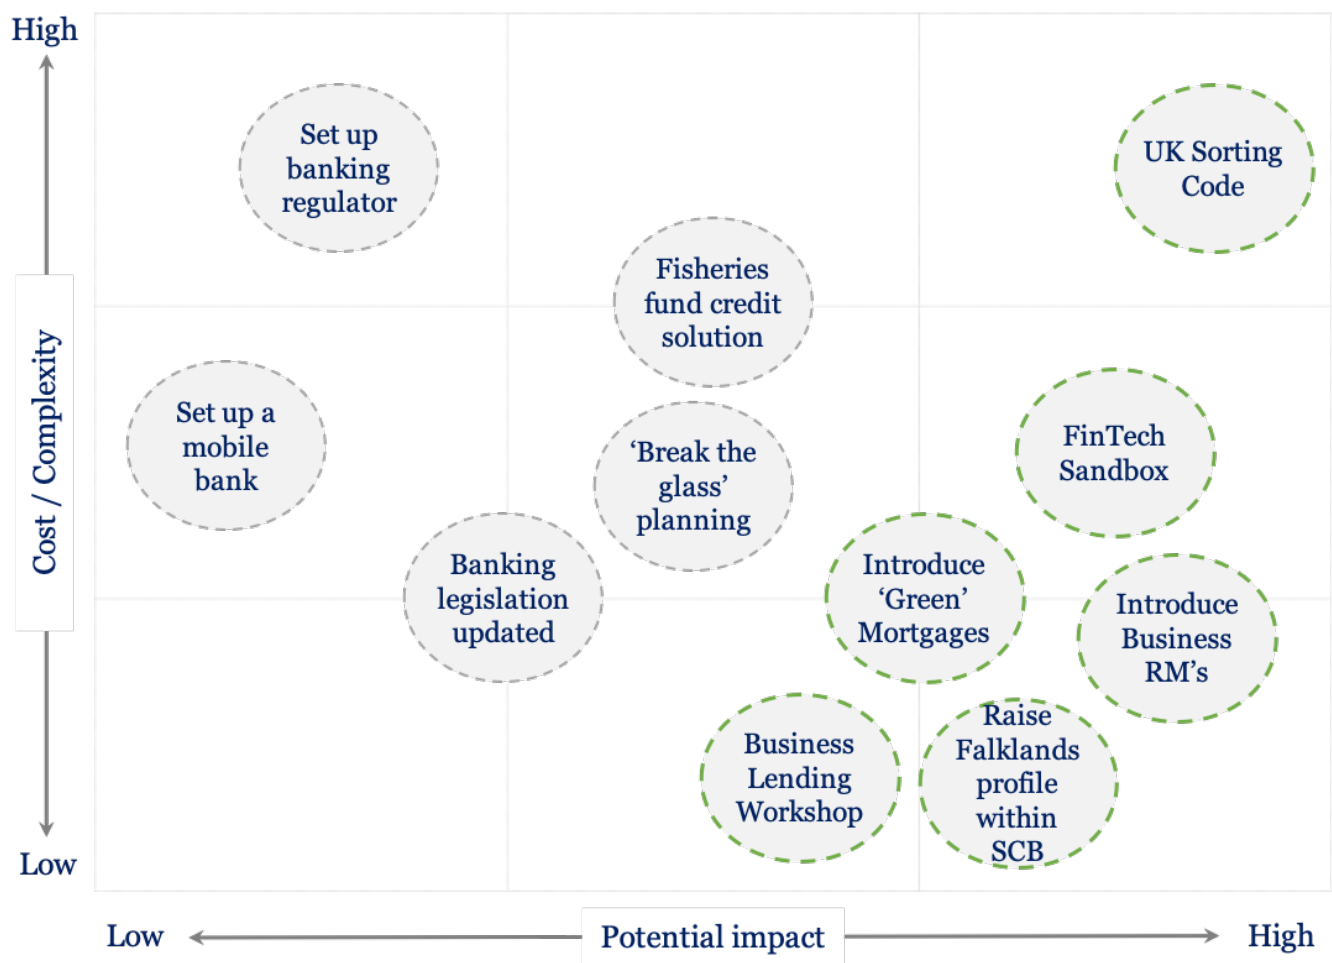 High
Set up
banking
regulator
UK Sorting
Code
Fisheries
fund credit
solution
Cost / Complexity
Set up a
mobile
bank
‘Break the
glass’
planning
FinTech
Sandbox
Banking
legislation
updated
Introduce
‘Green’
Mortgages
Introduce
Business
RM’s
Business
Lending
Workshop
Raise
Falklands
profile
within
SCB
Low
Low
Potential impact
High